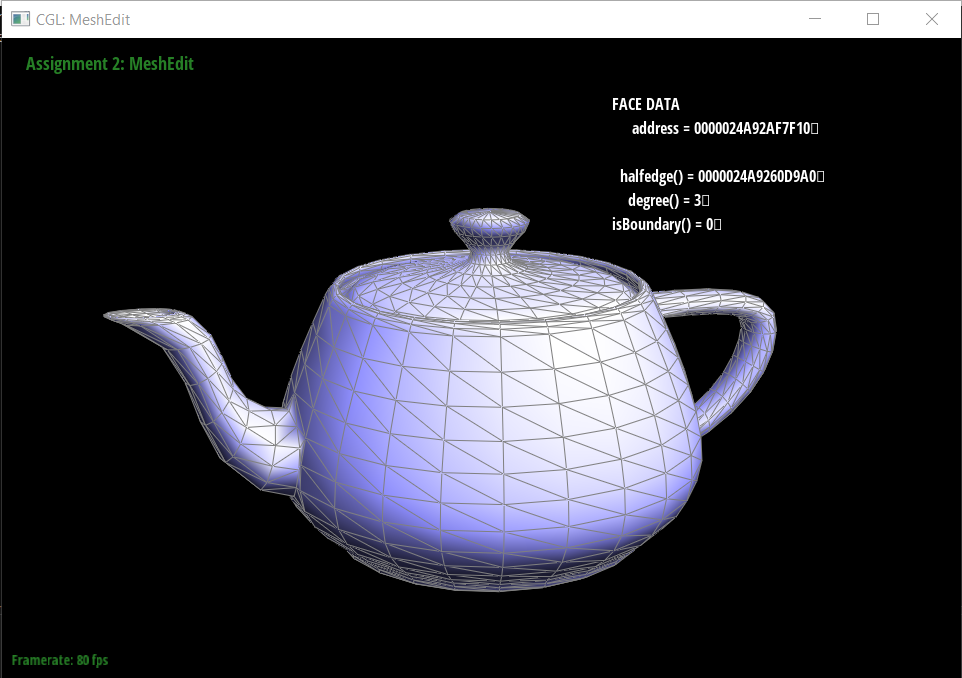 CGL: MeshEdit
Assignment 2: MeshEdit
FACE DATA
address = 0000024A92AF7F10▯
halfedge() = 0000024A9260D9A0▯
degree() = 3▯
isBoundary() = 0▯
Framerate: 80 fps